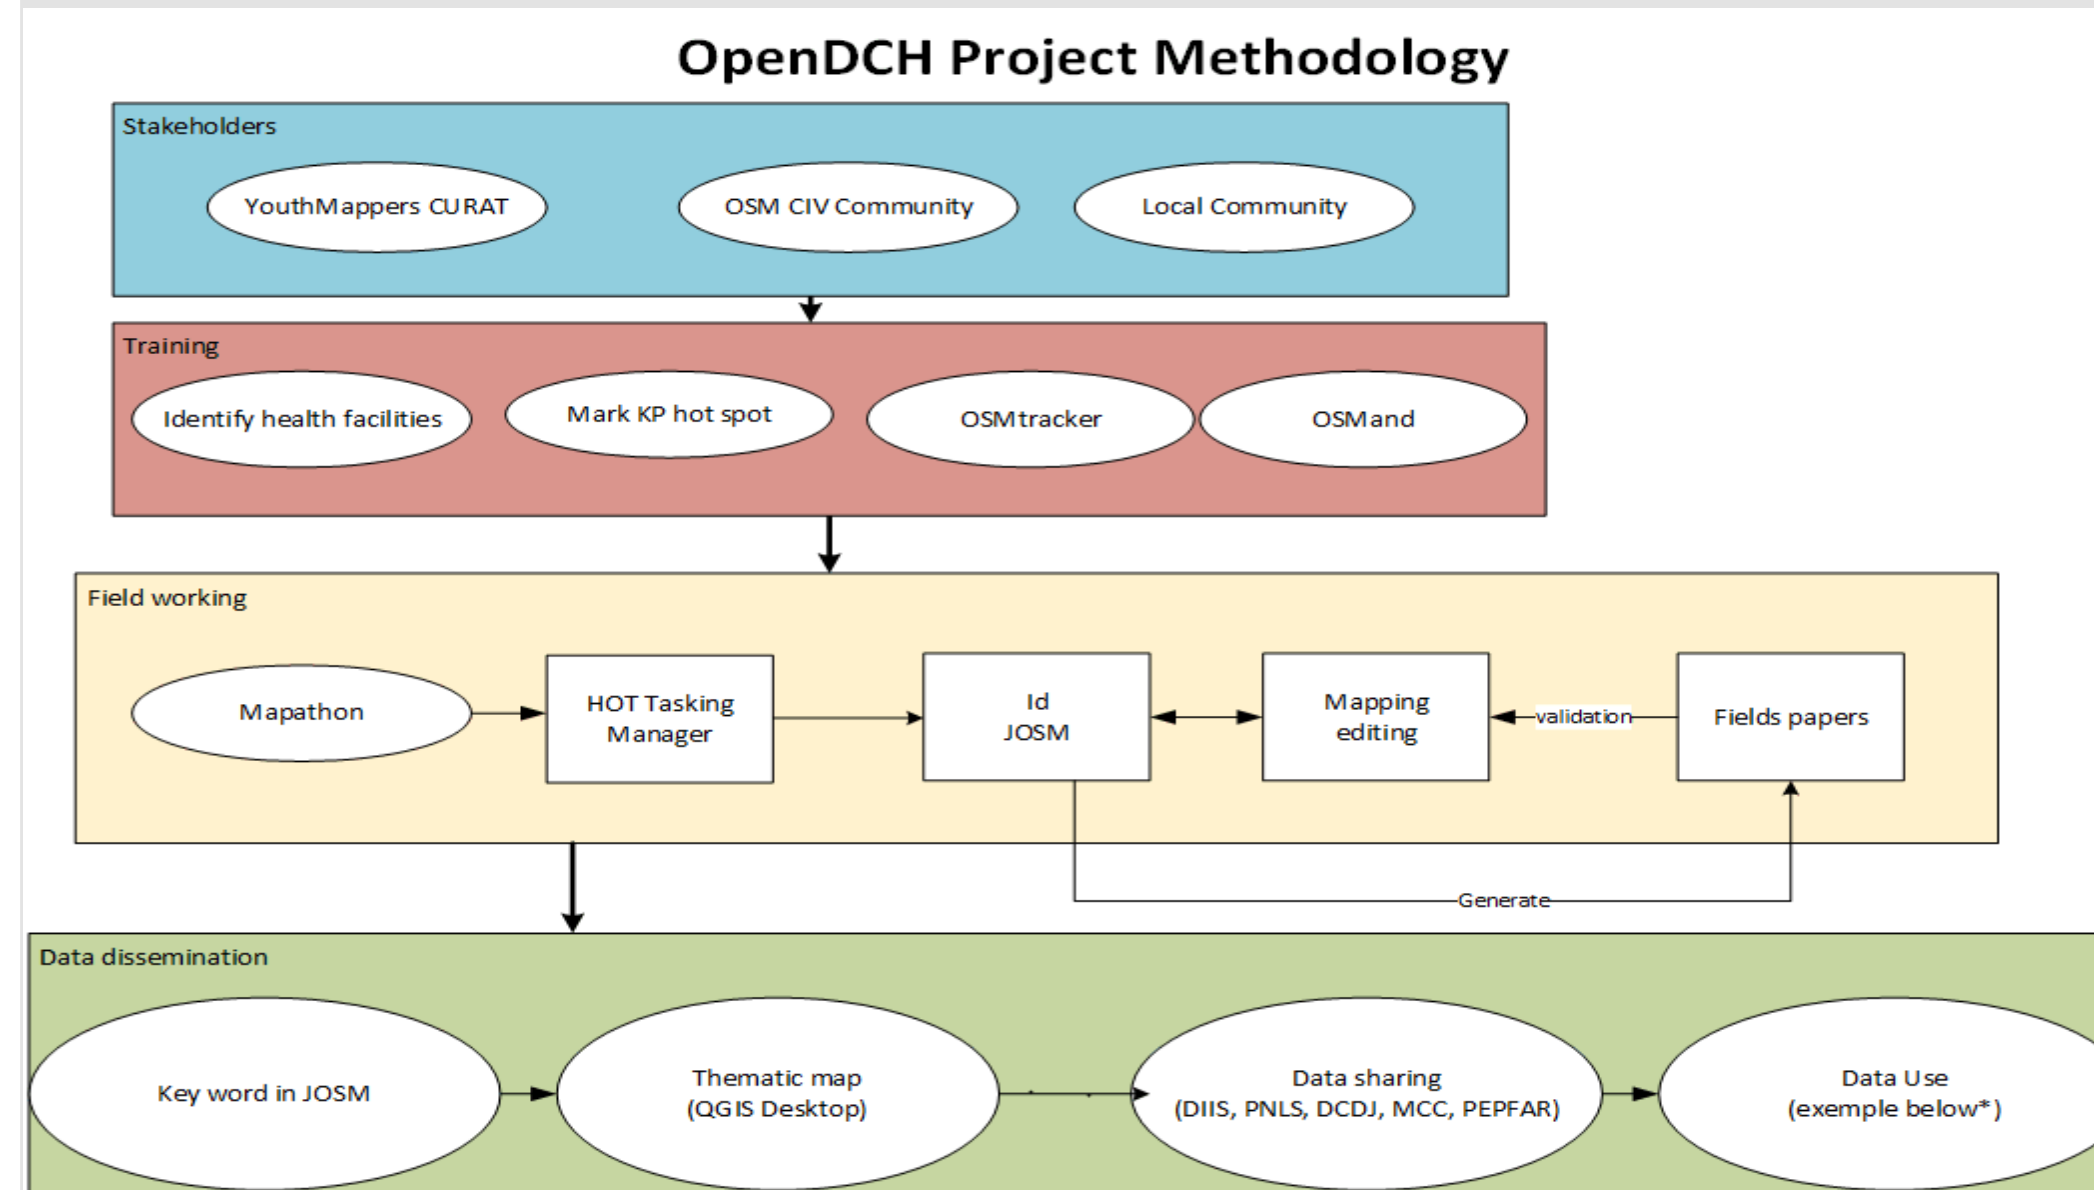 OpenDCH Project Methodology
Stakeholders
YouthMappers CURAT
OSM CIV Community
Local Community
Training
Identify health facilities
Mark KP hot spot
OSMtracker
OSMand
Field working
Mapathon
HOT Tasking
Manager
Id
JOSM
Mapping
editing
validation
Fields papers
Generate
Data dissemination
Key word in JOSM
Thematic map
(QGIS Desktop)
Data sharing
(DIIS, PNLS, DCDJ, MCC, PEPFAR)
Data Use
(exemple below*)